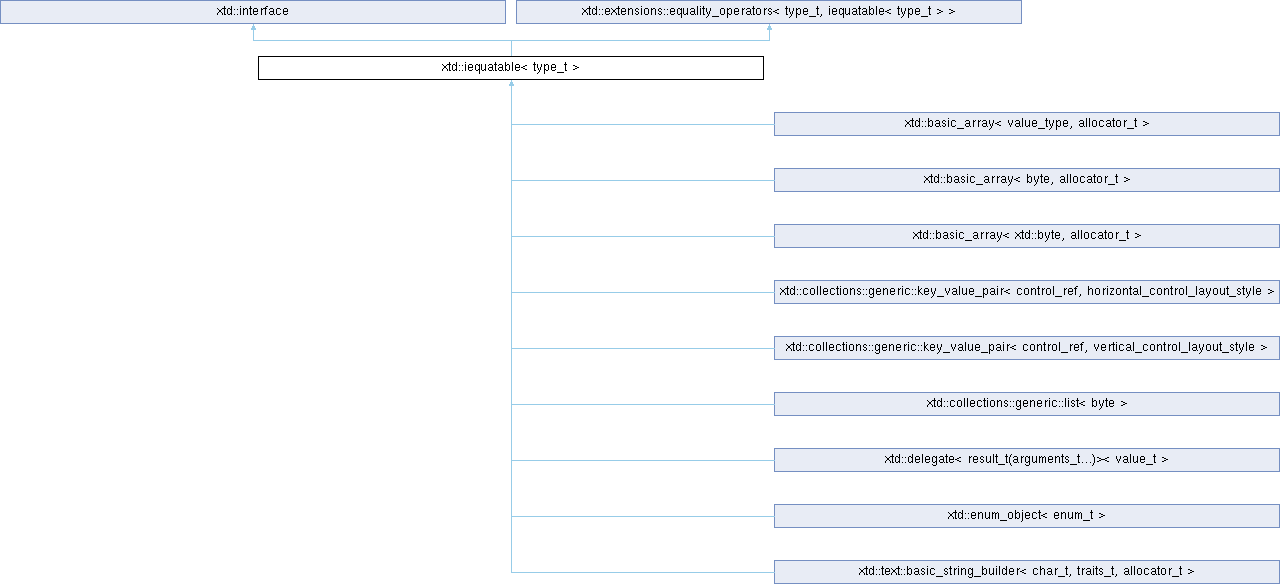 xtd::interface
xtd::extensions::equality_operators< type_t, iequatable< type_t > >
xtd::iequatable< type_t >
xtd::basic_array< value_type, allocator_t >
xtd::basic_array< byte, allocator_t >
xtd::basic_array< xtd::byte, allocator_t >
xtd::collections::generic::key_value_pair< control_ref, horizontal_control_layout_style >
xtd::collections::generic::key_value_pair< control_ref, vertical_control_layout_style >
xtd::collections::generic::list< byte >
xtd::delegate< result_t(arguments_t...)>< value_t >
xtd::enum_object< enum_t >
xtd::text::basic_string_builder< char_t, traits_t, allocator_t >